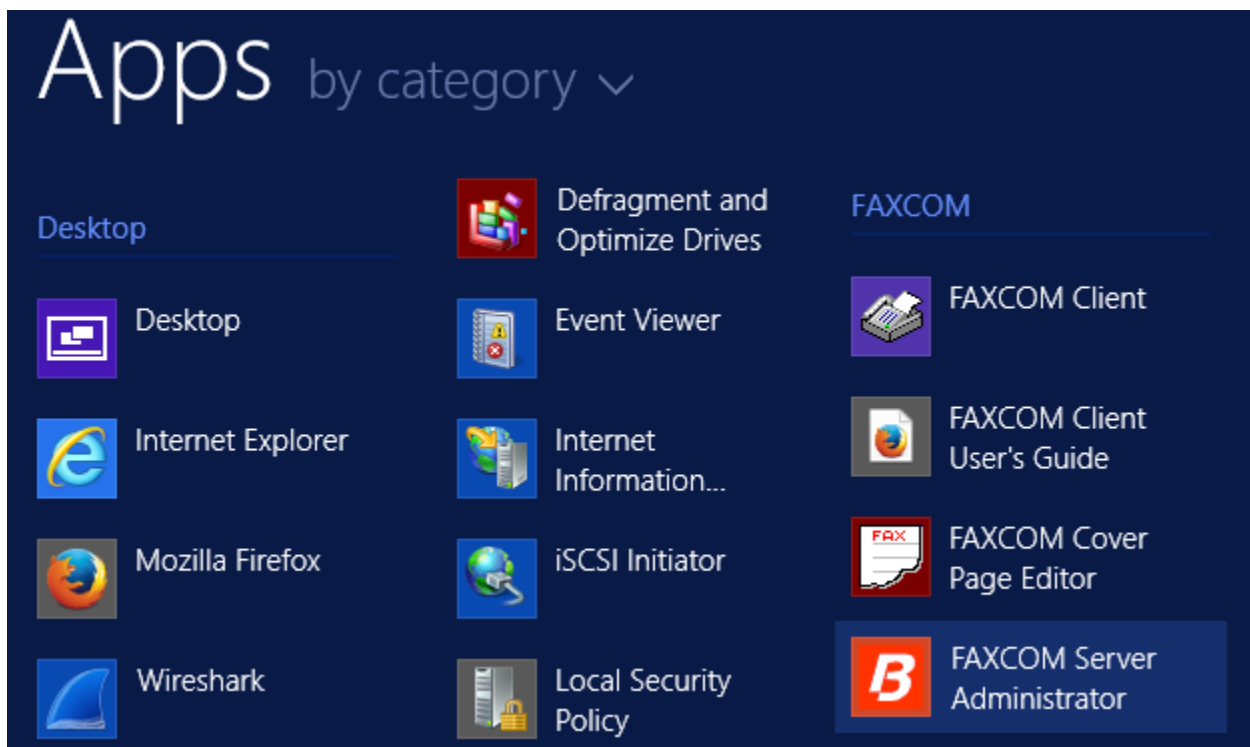 Apps by category
Desktop
Desktop
Internet Explorer
Mozilla Firefox
Wireshark
Defragment and
Optimize Drives
Event Viewer
Internet
Information...
iSCSI Initiator
Local Security
Policy
FAXCOM
FAXCOM Client
FAXCOM Client
User's Guide
FAX
FAXCOM Cover
Page Editor
B
FAXCOM Server
Administrator